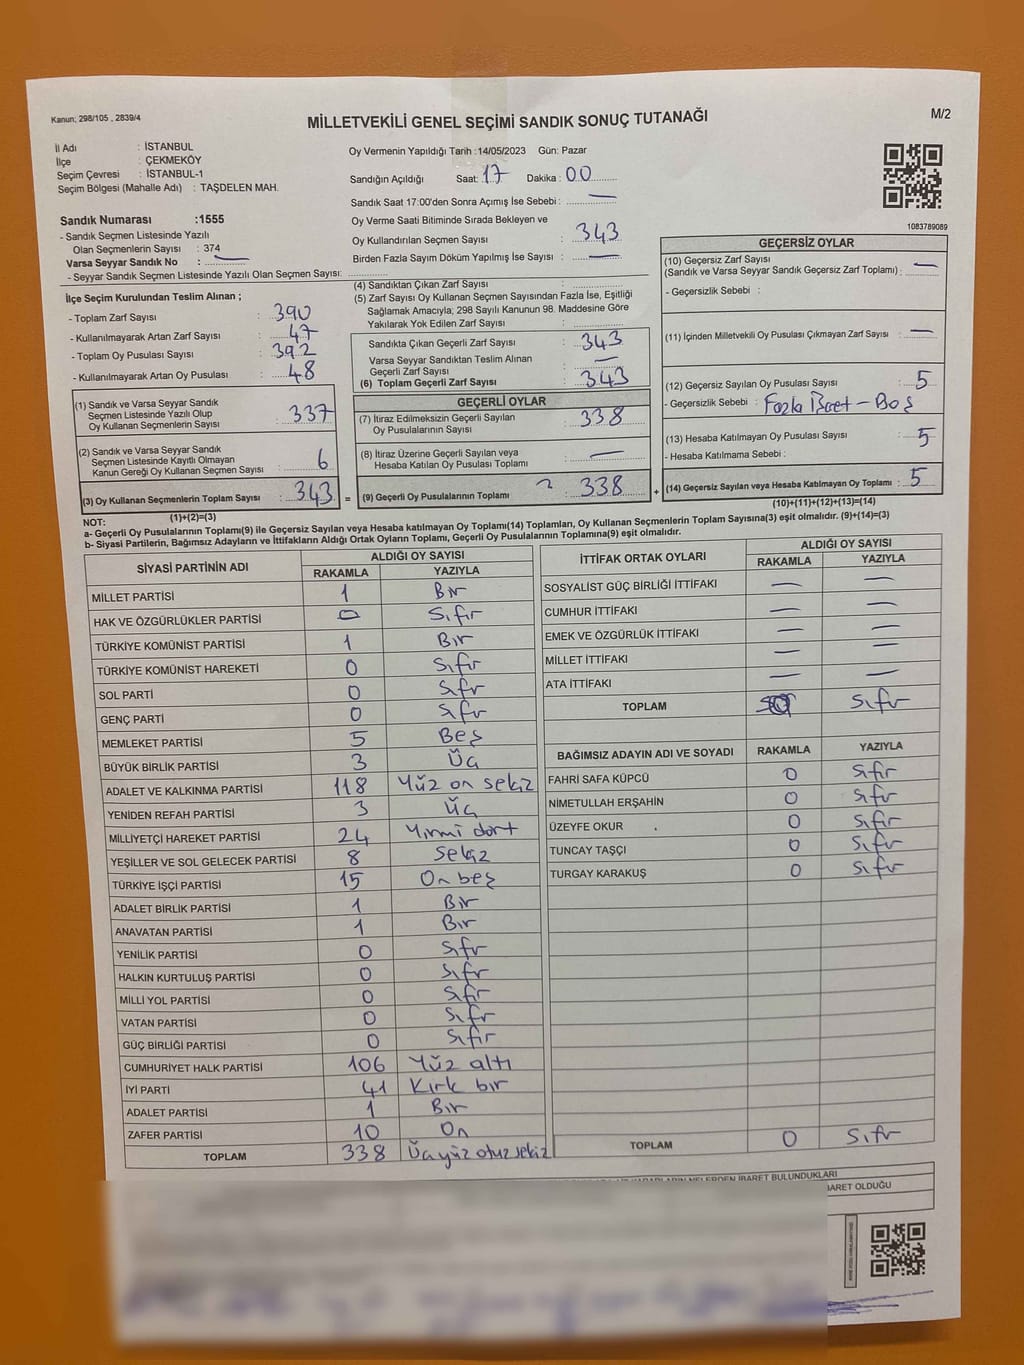 Kanun; 298/105 , 2839/4
MİLLETVEKİLİ GENEL SEÇİMİ SANDIK SONUÇ TUTANAĞI
M/2
İl Adı : İSTANBUL
İlçe : ÇEKMEKÖY
Seçim Çevresi : İSTANBUL-1
Seçim Bölgesi (Mahalle Adı) : TAŞDELEN MAH.
Oy Vermenin Yapıldığı Tarih :14/05/2023 Gün: Pazar
Sandığın Açıldığı Saat: 17 Dakika : 00
Sandık Saat 17:00'den Sonra Açımış İse Sebebi : —
Sandık Numarası :1555
- Sandık Seçmen Listesinde Yazılı
Olan Seçmenlerin Sayısı : 374
Varsa Seyyar Sandık No : —
- Seyyar Sandık Seçmen Listesinde Yazılı Olan Seçmen Sayısı:
Oy Verme Saati Bitiminde Sırada Bekleyen ve
Oy Kullandırılan Seçmen Sayısı : 343
Birden Fazla Sayım Döküm Yapılmış İse Sayısı : —
1083789089
İlçe Seçim Kurulundan Teslim Alınan ;
- Toplam Zarf Sayısı : 390
- Kullanılmayarak Artan Zarf Sayısı : 47
- Toplam Oy Pusulası Sayısı : 392
- Kullanılmayarak Artan Oy Pusulası : 48
(1) Sandık ve Varsa Seyyar Sandık
Seçmen Listesinde Yazılı Olup
Oy Kullanan Seçmenlerin Sayısı : 337
(2) Sandık ve Varsa Seyyar Sandık
Seçmen Listesinde Kayıtlı Olmayan
Kanun Gereği Oy Kullanan Seçmen Sayısı : 6
(3) Oy Kullanan Seçmenlerin Toplam Sayısı : 343
(1)+(2)=(3)
(4) Sandıktan Çıkan Zarf Sayısı :
(5) Zarf Sayısı Oy Kullanan Seçmen Sayısından Fazla İse, Eşitliği
Sağlamak Amacıyla; 298 Sayılı Kanunun 98. Maddesine Göre
Yakılarak Yok Edilen Zarf Sayısı :
Sandıkta Çıkan Geçerli Zarf Sayısı : 343
Varsa Seyyar Sandıktan Teslim Alınan
Geçerli Zarf Sayısı : —
(6) Toplam Geçerli Zarf Sayısı : 343
GEÇERLİ OYLAR
(7) İtiraz Edilmeksizin Geçerli Sayılan
Oy Pusulalarının Sayısı : 338
(8) İtiraz Üzerine Geçerli Sayılan veya
Hesaba Katılan Oy Pusulası Toplamı : —
= (9) Geçerli Oy Pusulalarının Toplamı : 338 +
GEÇERSİZ OYLAR
(10) Geçersiz Zarf Sayısı
(Sandık ve Varsa Seyyar Sandık Geçersiz Zarf Toplamı) : —
- Geçersizlik Sebebi :
(11) İçinden Milletvekili Oy Pusulası Çıkmayan Zarf Sayısı : —
(12) Geçersiz Sayılan Oy Pusulası Sayısı : 5
- Geçersizlik Sebebi : Fazla İşaret - Boş
(13) Hesaba Katılmayan Oy Pusulası Sayısı : 5
- Hesaba Katılmama Sebebi :
(14) Geçersiz Sayılan veya Hesaba Katılmayan Oy Toplamı : 5
(10)+(11)+(12)+(13)=(14)
NOT:
a- Geçerli Oy Pusulalarının Toplamı(9) ile Geçersiz Sayılan veya Hesaba katılmayan Oy Toplamı(14) Toplamları, Oy Kullanan Seçmenlerin Toplam Sayısına(3) eşit olmalıdır. (9)+(14)=(3)
b- Siyasi Partilerin, Bağımsız Adayların ve İttifakların Aldığı Ortak Oyların Toplamı, Geçerli Oy Pusulalarının Toplamına(9) eşit olmalıdır.
SİYASİ PARTİNİN ADI ALDIĞI OY SAYISI
RAKAMLA YAZIYLA
MİLLET PARTİSİ 1 Bir
HAK VE ÖZGÜRLÜKLER PARTİSİ 0 Sıfır
TÜRKİYE KOMÜNİST PARTİSİ 1 Bir
TÜRKİYE KOMÜNİST HAREKETİ 0 Sıfır
SOL PARTİ 0 Sıfır
GENÇ PARTİ 0 Sıfır
MEMLEKET PARTİSİ 5 Beş
BÜYÜK BİRLİK PARTİSİ 3 Üç
ADALET VE KALKINMA PARTİSİ 118 Yüz on sekiz
YENİDEN REFAH PARTİSİ 3 Üç
MİLLİYETÇİ HAREKET PARTİSİ 24 Yirmi dört
YEŞİLLER VE SOL GELECEK PARTİSİ 8 Sekiz
TÜRKİYE İŞÇİ PARTİSİ 15 On beş
ADALET BİRLİK PARTİSİ 1 Bir
ANAVATAN PARTİSİ 1 Bir
YENİLİK PARTİSİ 0 Sıfır
HALKIN KURTULUŞ PARTİSİ 0 Sıfır
MİLLİ YOL PARTİSİ 0 Sıfır
VATAN PARTİSİ 0 Sıfır
GÜÇ BİRLİĞİ PARTİSİ 0 Sıfır
CUMHURİYET HALK PARTİSİ 106 Yüz altı
İYİ PARTİ 41 Kırk bir
ADALET PARTİSİ 1 Bir
ZAFER PARTİSİ 10 On
TOPLAM 338 Üçyüz otuz sekiz
İTTİFAK ORTAK OYLARI ALDIĞI OY SAYISI
RAKAMLA YAZIYLA
SOSYALİST GÜÇ BİRLİĞİ İTTİFAKI — —
CUMHUR İTTİFAKI — —
EMEK VE ÖZGÜRLÜK İTTİFAKI — —
MİLLET İTTİFAKI — —
ATA İTTİFAKI — —
TOPLAM Sıfır
BAĞIMSIZ ADAYIN ADI VE SOYADI RAKAMLA YAZIYLA
FAHRİ SAFA KÜPCÜ 0 Sıfır
NİMETULLAH ERŞAHİN 0 Sıfır
ÜZEYFE OKUR 0 Sıfır
TUNCAY TAŞÇI 0 Sıfır
TURGAY KARAKUŞ 0 Sıfır
TOPLAM 0 Sıfır
İBARET BULUNDUKLARI
BARET OLDUĞU